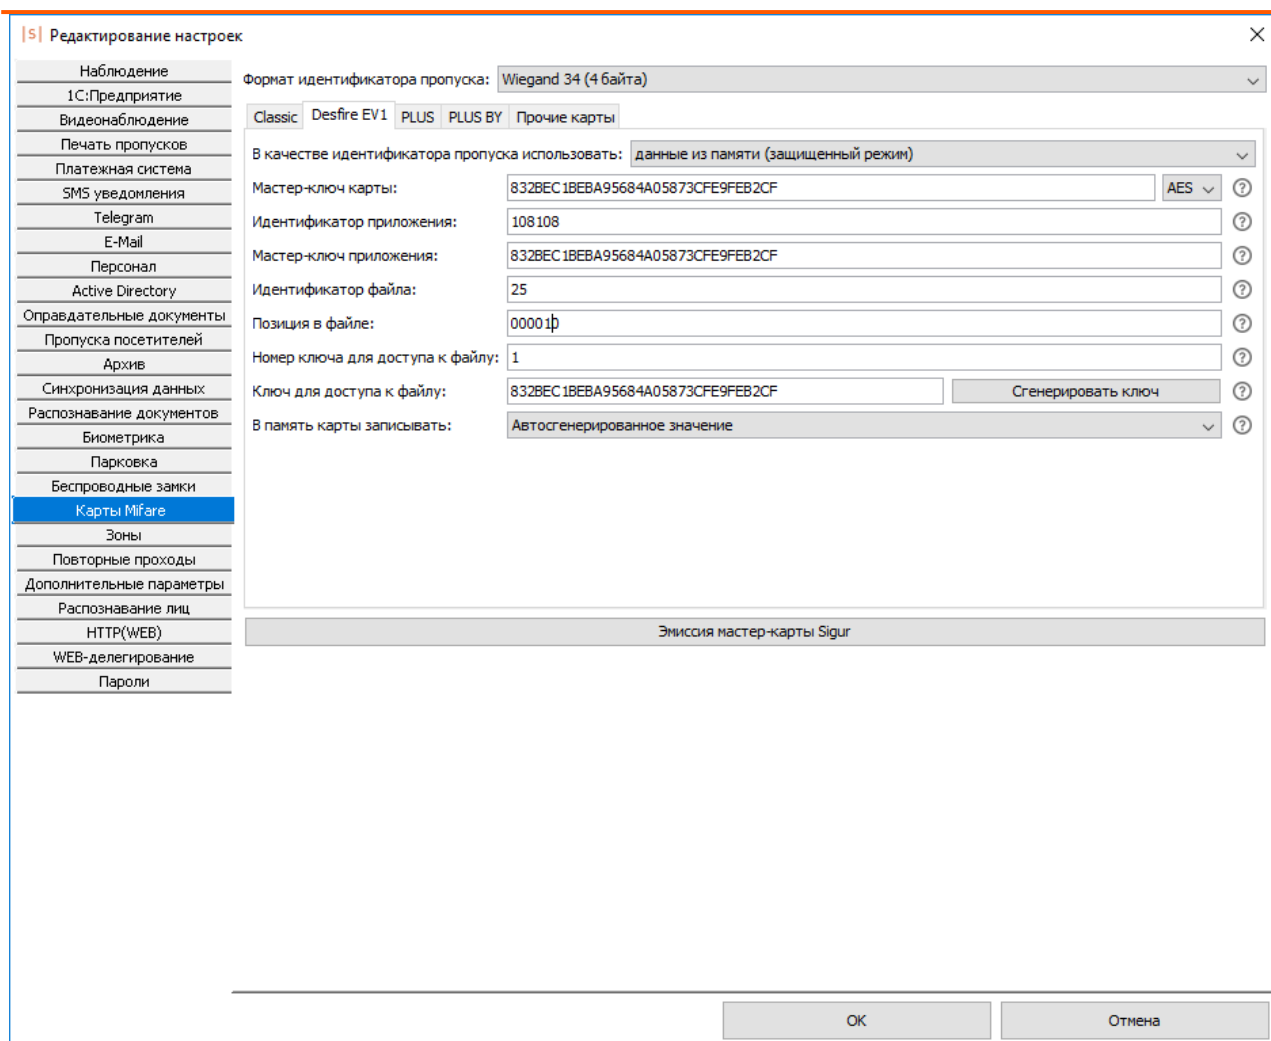 |S| Редактирование настроек
Наблюдение
1С:Предприятие
Видеонаблюдение
Печать пропусков
Платежная система
SMS уведомления
Telegram
E-Mail
Персонал
Active Directory
Оправдательные документы
Пропуска посетителей
Архив
Синхронизация данных
Распознавание документов
Биометрика
Парковка
Беспроводные замки
Карты Mifare
Зоны
Повторные проходы
Дополнительные параметры
Распознавание лиц
HTTP(WEB)
WEB-делегирование
Пароли
Формат идентификатора пропуска: Wiegand 34 (4 байта)
Classic Desfire EV1 PLUS PLUS BY Прочие карты
В качестве идентификатора пропуска использовать: данные из памяти (защищенный режим)
Мастер-ключ карты: 832BEC1BEBA95684A05873CFE9FEB2CF AES ?
Идентификатор приложения: 108108 ?
Мастер-ключ приложения: 832BEC1BEBA95684A05873CFE9FEB2CF ?
Идентификатор файла: 25 ?
Позиция в файле: 000010 ?
Номер ключа для доступа к файлу: 1 ?
Ключ для доступа к файлу: 832BEC1BEBA95684A05873CFE9FEB2CF Сгенерировать ключ ?
В память карты записывать: Автосгенерированное значение ?
Эмиссия мастер-карты Sigur
OK Отмена